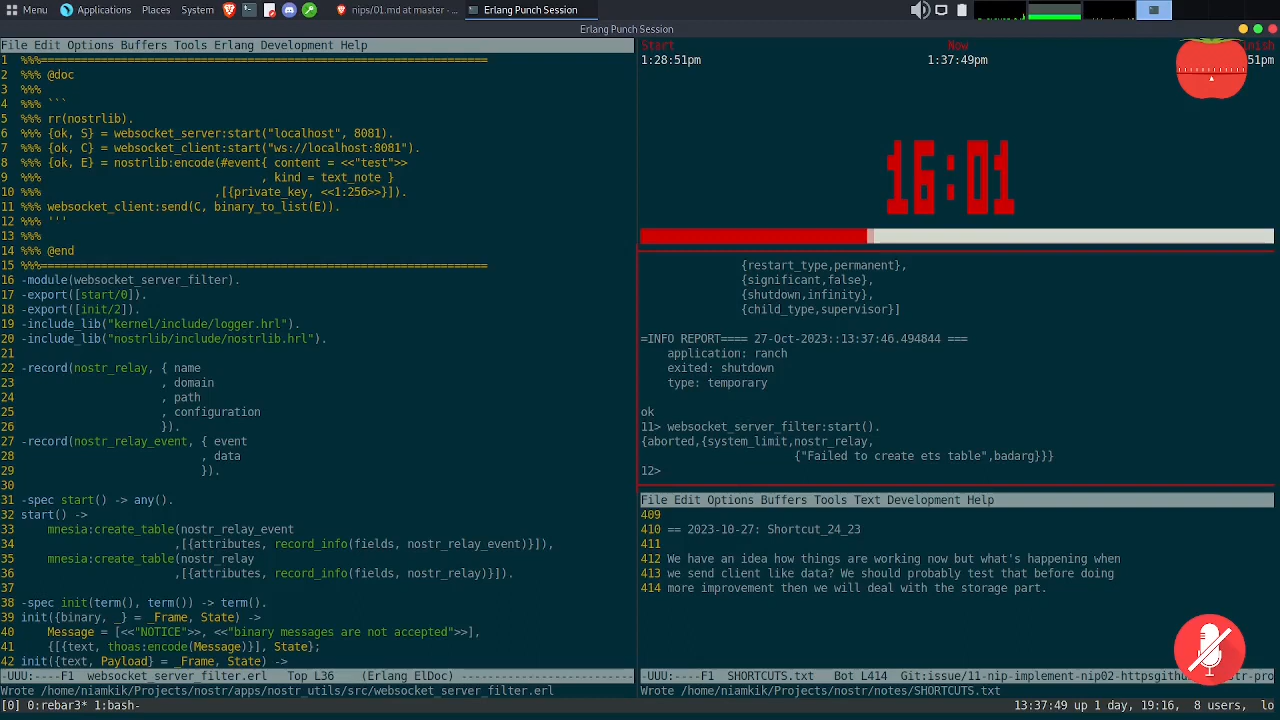 Menu Applications Places System nips/01.md at master - ... Erlang Punch Session
Erlang Punch Session
File Edit Options Buffers Tools Erlang Development Help
1 %%%===================================================================
2 %%% @doc
3 %%%
4 %%% ```
5 %%% rr(nostrlib).
6 %%% {ok, S} = websocket_server:start("localhost", 8081).
7 %%% {ok, C} = websocket_client:start("ws://localhost:8081").
8 %%% {ok, E} = nostrlib:encode(#event{ content = <<"test">>
9 %%% , kind = text_note }
10 %%% ,[{private_key, <<1:256>>}]).
11 %%% websocket_client:send(C, binary_to_list(E)).
12 %%% '''
13 %%%
14 %%% @end
15 %%%===================================================================
16 -module(websocket_server_filter).
17 -export([start/0]).
18 -export([init/2]).
19 -include_lib("kernel/include/logger.hrl").
20 -include_lib("nostrlib/include/nostrlib.hrl").
21
22 -record(nostr_relay, { name
23 , domain
24 , path
25 , configuration
26 }).
27 -record(nostr_relay_event, { event
28 , data
29 }).
30
31 -spec start() -> any().
32 start() ->
33 mnesia:create_table(nostr_relay_event
34 ,[{attributes, record_info(fields, nostr_relay_event)}]),
35 mnesia:create_table(nostr_relay
36 ,[{attributes, record_info(fields, nostr_relay)}]).
37
38 -spec init(term(), term()) -> term().
39 init({binary, _} = _Frame, State) ->
40 Message = [<<"NOTICE">>, <<"binary messages are not accepted">>],
41 {[{text, thoas:encode(Message)}], State};
42 init({text, Payload} = _Frame, State) ->
-UUU:----F1 websocket_server_filter.erl Top L36 (Erlang ElDoc) --------------------------
Wrote /home/niamkik/Projects/nostr/apps/nostr_utils/src/websocket_server_filter.erl
Start Now inish
1:28:51pm 1:37:49pm 51pm
16:01
{restart_type,permanent},
{significant,false},
{shutdown,infinity},
{child_type,supervisor}]
=INFO REPORT==== 27-Oct-2023::13:37:46.494844 ===
application: ranch
exited: shutdown
type: temporary
ok
11> websocket_server_filter:start().
{aborted,{system_limit,nostr_relay,
{"Failed to create ets table",badarg}}}
12>
File Edit Options Buffers Tools Text Development Help
409
410 == 2023-10-27: Shortcut_24_23
411
412 We have an idea how things are working now but what's happening when
413 we send client like data? We should probably test that before doing
414 more improvement then we will deal with the storage part.
-UUU:----F1 SHORTCUTS.txt Bot L414 Git:issue/11-nip-implement-nip02-httpsgith str-pro
Wrote /home/niamkik/Projects/nostr/notes/SHORTCUTS.txt
[0] 0:rebar3* 1:bash- 13:37:49 up 1 day, 19:16, 8 users, lo